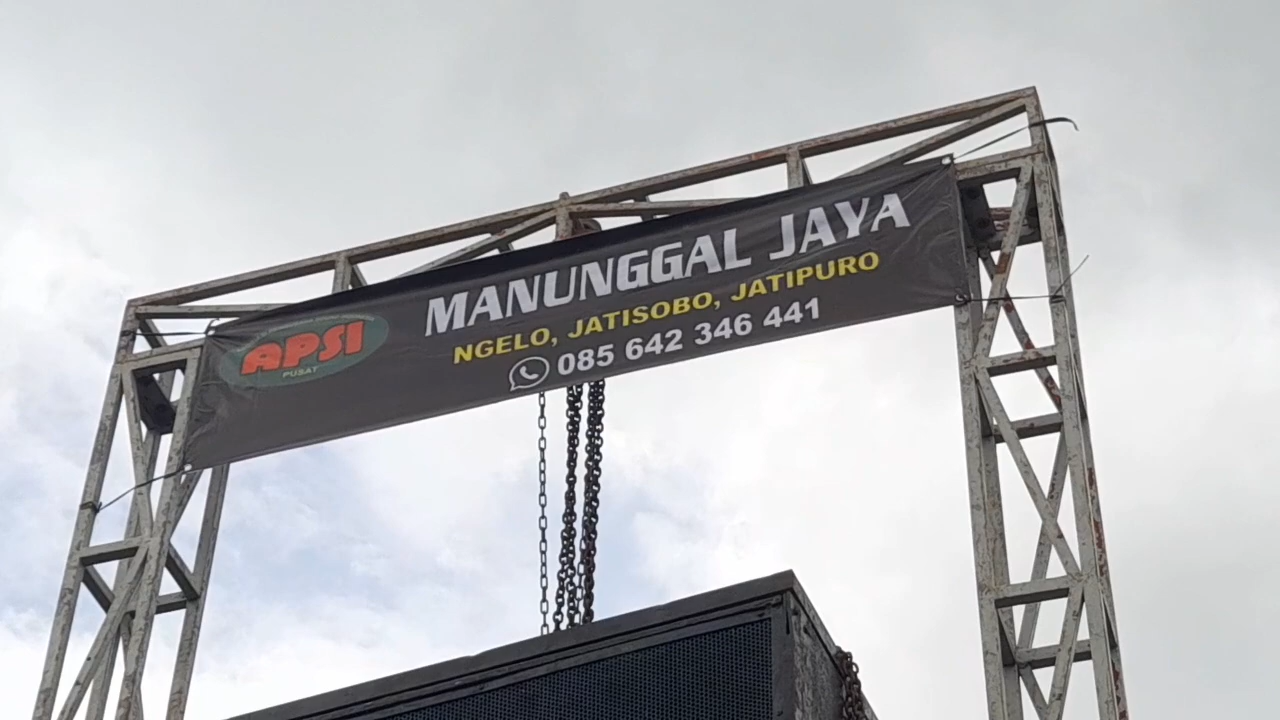 MANUNGGAL JAYA
NGELO, JATISOBO, JATIPURO
085 642 346 441
APSI
PUSAT